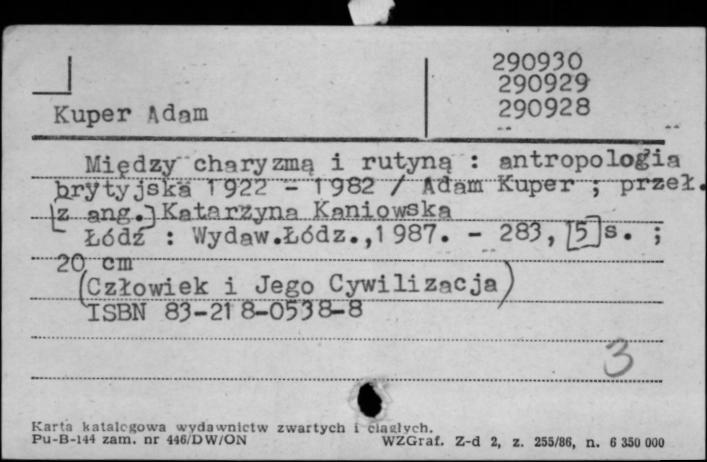 290930
290929
Kuper Adam 290928
Między charyzmą i rutyną : antropologia
brytyjska 1922 - 1982 / Adam Kuper ; przeł.
[z ang.] Katarzyna Kaniowska
Łódź : Wydaw.Łódz.,1987. - 283, [5]s. ;
20 cm
(Człowiek i Jego Cywilizacja)
ISBN 83-218-0538-8
3
Karta katalogowa wydawnictw zwartych i ciągłych.
Pu-B-144 zam. nr 446/DW/ON WZGraf. Z-d 2, z. 255/86, n. 6 350 000